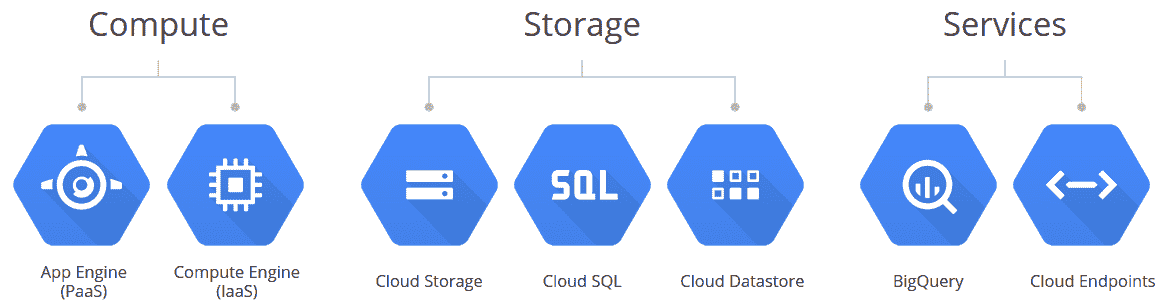 Compute
Storage
Services
SQL
App Engine
(PaaS)
Compute Engine
(IaaS)
Cloud Storage
Cloud SQL
Cloud Datastore
BigQuery
Cloud Endpoints